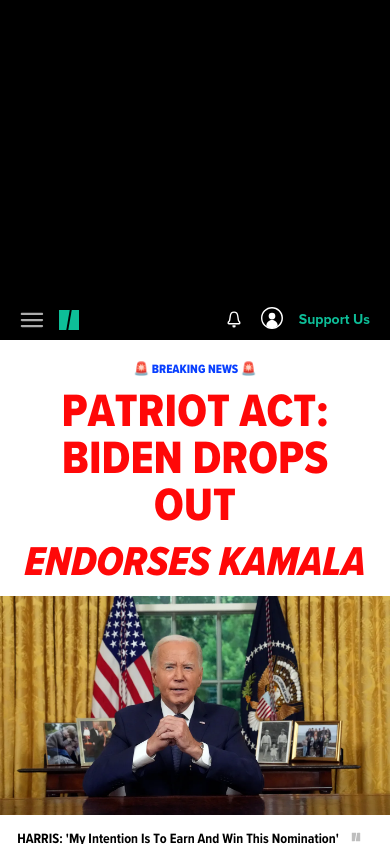 Support Us
🚨 BREAKING NEWS 🚨
PATRIOT ACT:
BIDEN DROPS
OUT
ENDORSES KAMALA
HARRIS: 'My Intention Is To Earn And Win This Nomination'